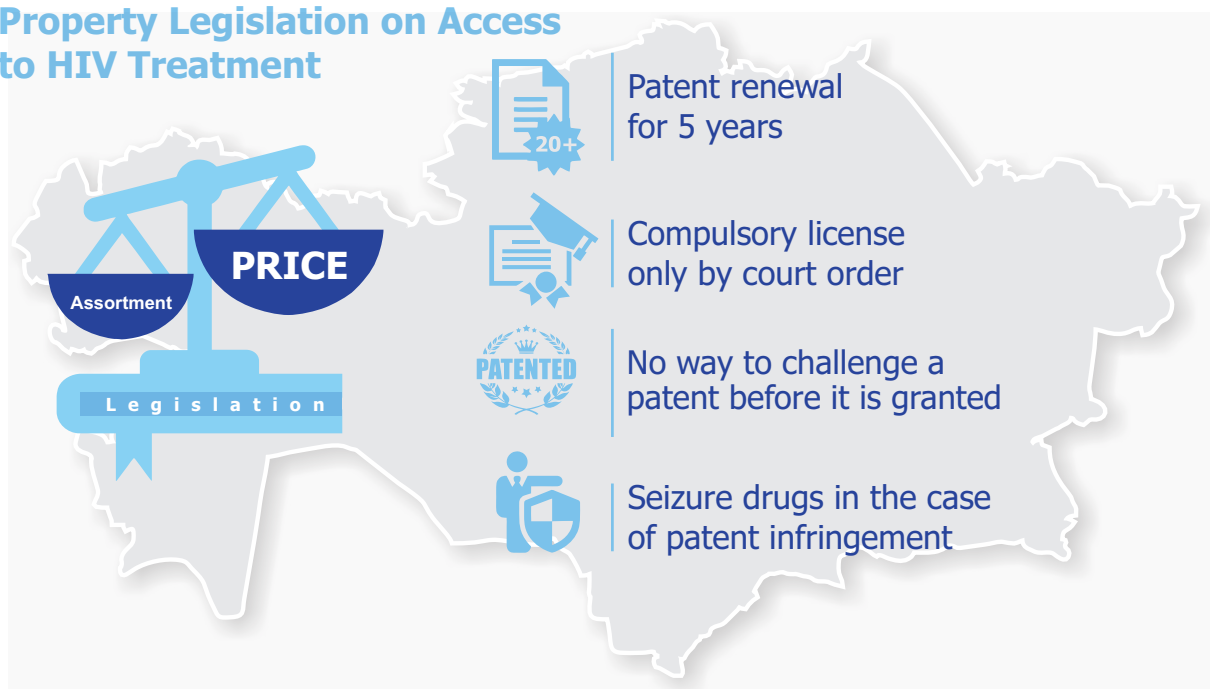 Property Legislation on Access
to HIV Treatment
20+
Patent renewal
for 5 years
Compulsory license
only by court order
PRICE
Assortment
PATENTED
No way to challenge a
patent before it is granted
Legislation
Seizure drugs in the case
of patent infringement